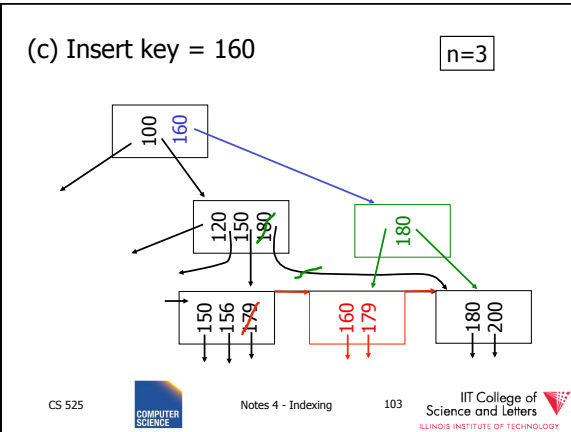 (c) Insert key = 160
n=3
100 160
120 150 180
180
150 156 179
160 179
180 200
CS 525
COMPUTER SCIENCE
Notes 4 - Indexing
103
IIT College of
Science and Letters
ILLINOIS INSTITUTE OF TECHNOLOGY